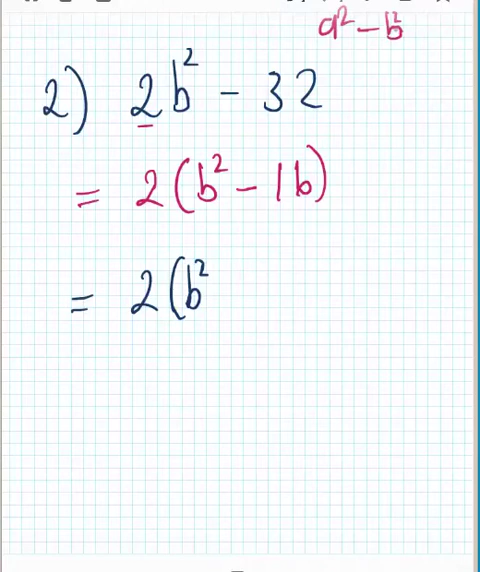 a² – b²
2) 2b² – 32
= 2(b² – 16)
= 2(b²